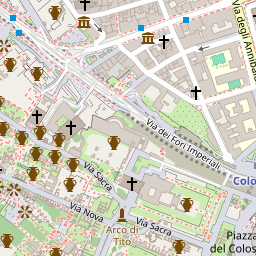 Via degli Annibaldi
Via dei Fori Imperiali
Via Sacra
Via Nova
Arco di
Tito
Via Sacra
Colo
Piazza
del Colos